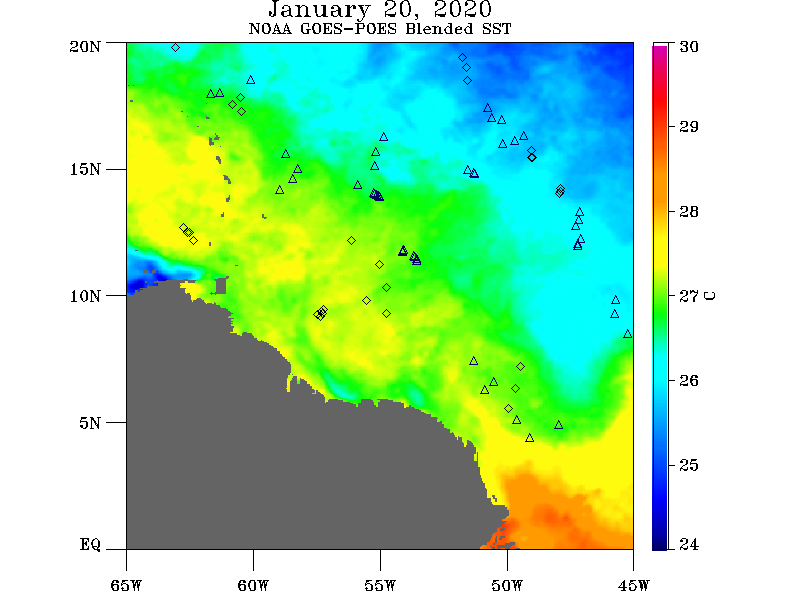 January 20, 2020
NOAA GOES-POES Blended SST
20N
15N
10N
5N
EQ
65W 60W 55W 50W 45W
30
29
28
27
26
25
24
C